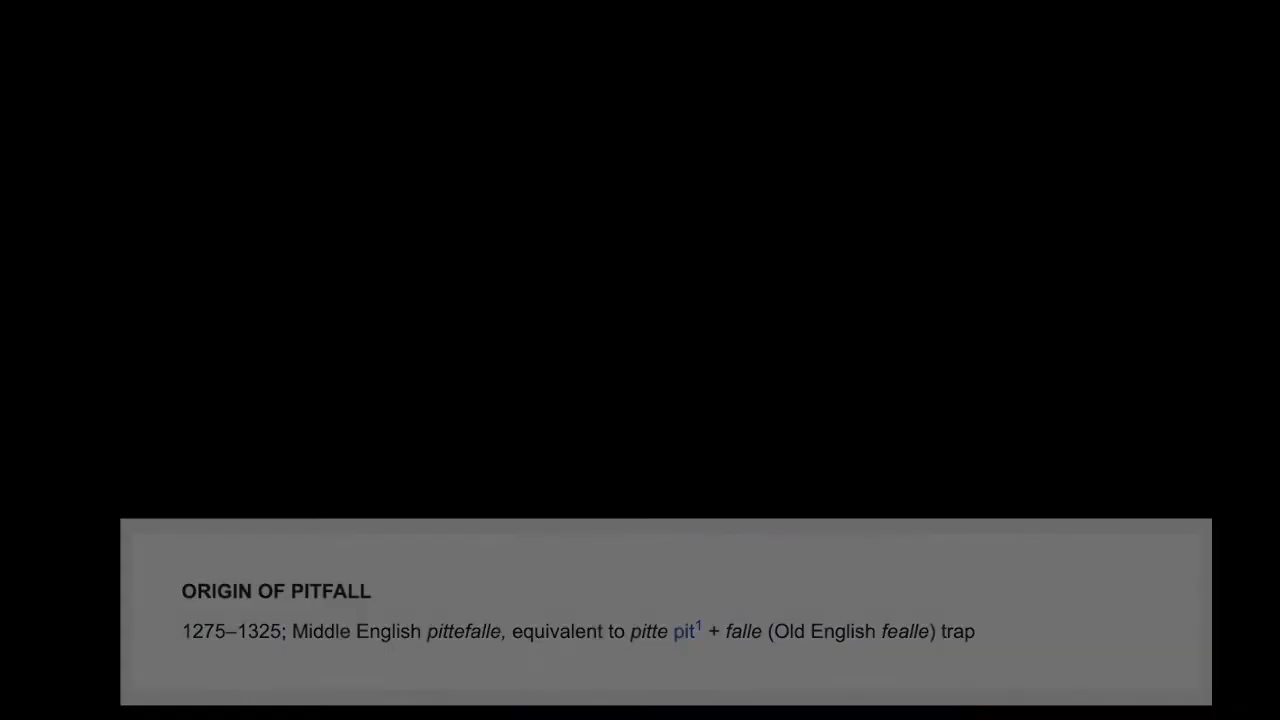 ORIGIN OF PITFALL
1275–1325; Middle English pittefalle, equivalent to pitte pit1 + falle (Old English fealle) trap